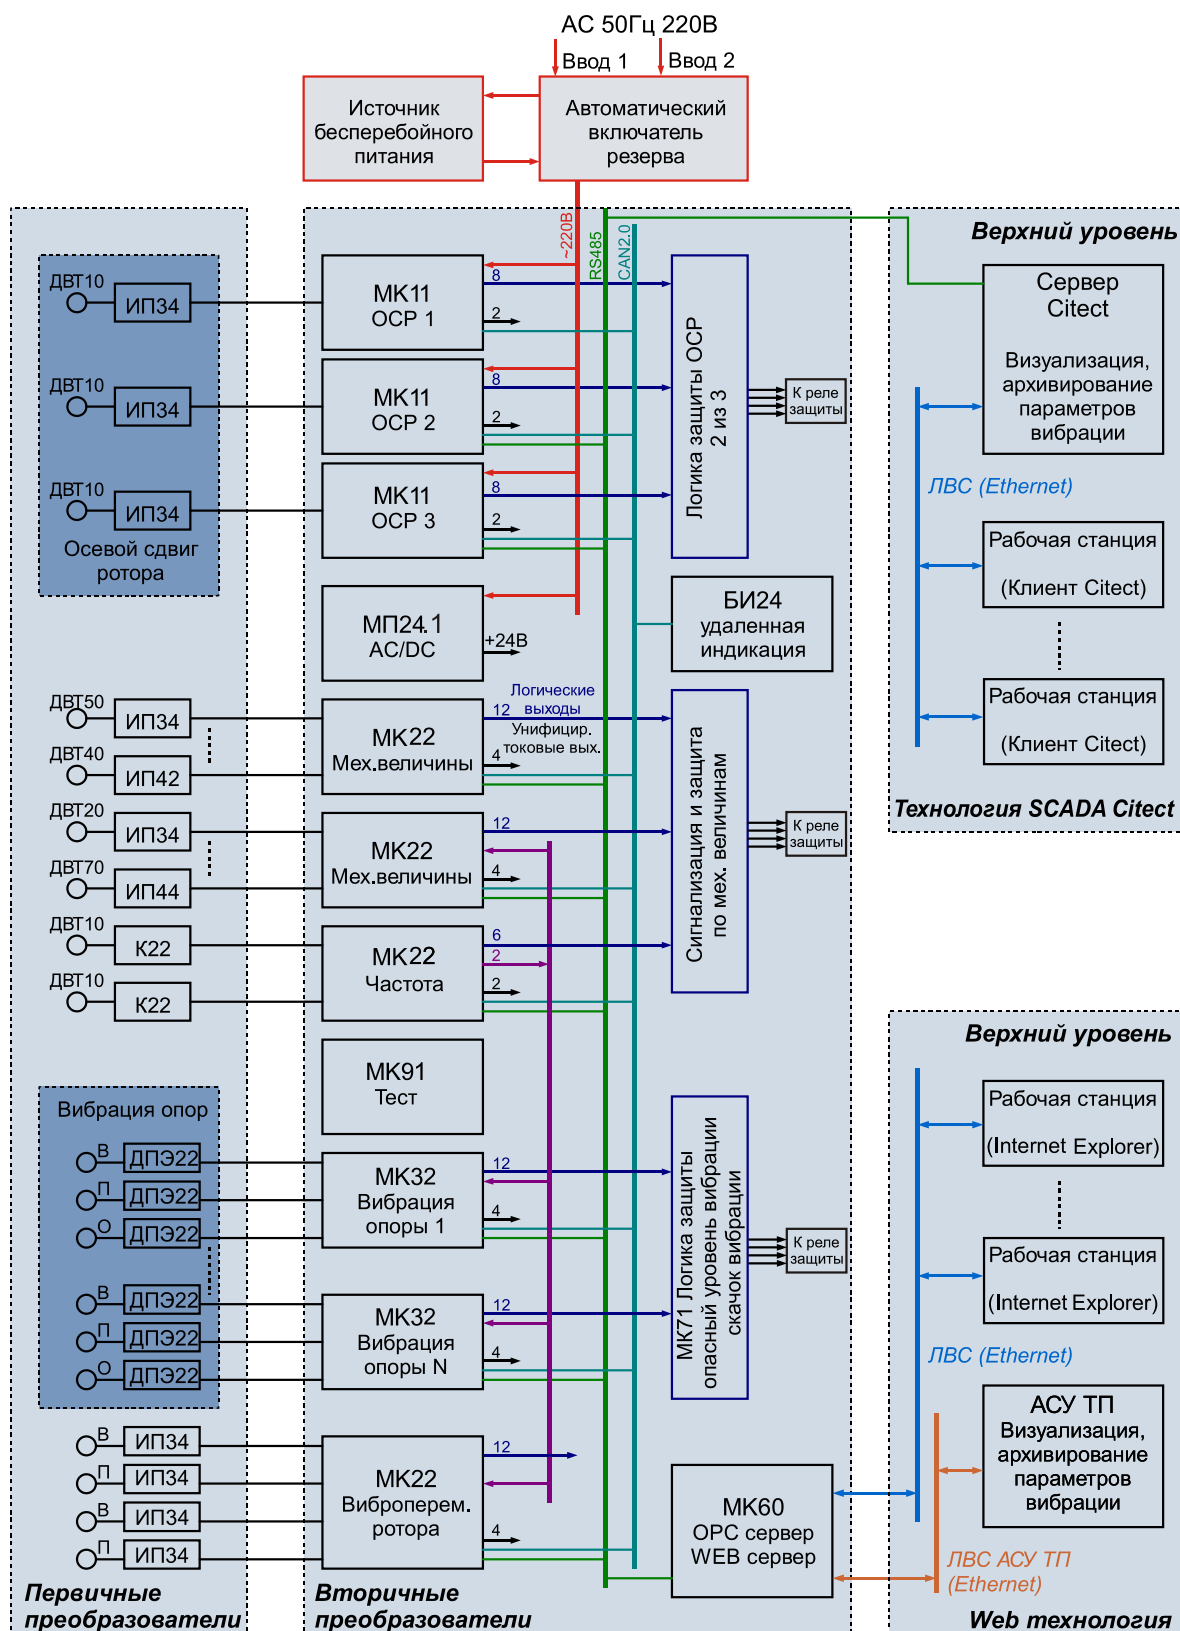 АС 50Гц 220В
Ввод 1
Ввод 2
Источник
бесперебойного
питания
Автоматический
включатель
резерва
~220В
RS485
CAN2.0
ДВТ10
ИП34
ДВТ10
ИП34
ДВТ10
ИП34
Осевой сдвиг
ротора
МК11
ОСР 1
8
2
МК11
ОСР 2
8
2
МК11
ОСР 3
8
2
Логика защиты ОСР
2 из 3
К реле
защиты
МП24.1
AC/DC
+24В
БИ24
удаленная
индикация
ДВТ50
ИП34
ДВТ40
ИП42
МК22
Мех.величины
12
Логические
выходы
Унифицир.
токовые вых.
4
ДВТ20
ИП34
ДВТ70
ИП44
МК22
Мех.величины
12
4
Сигнализация и защита
по мех. величинам
К реле
защиты
ДВТ10
К22
ДВТ10
К22
МК22
Частота
6
2
2
МК91
Тест
Вибрация опор
В
ДПЭ22
П
ДПЭ22
О
ДПЭ22
В
ДПЭ22
П
ДПЭ22
О
ДПЭ22
МК32
Вибрация
опоры 1
12
4
МК32
Вибрация
опоры N
12
4
МК71 Логика защиты
опасный уровень вибрации
скачок вибрации
К реле
защиты
В
ИП34
П
ИП34
В
ИП34
П
ИП34
МК22
Виброперем.
ротора
12
4
МК60
ОРС сервер
WEB сервер
Первичные
преобразователи
Вторичные
преобразователи
Верхний уровень
Сервер
Citect
Визуализация,
архивирование
параметров
вибрации
ЛВС (Ethernet)
Рабочая станция
(Клиент Citect)
Рабочая станция
(Клиент Citect)
Технология SCADA Citect
Верхний уровень
Рабочая станция
(Internet Explorer)
Рабочая станция
(Internet Explorer)
ЛВС (Ethernet)
АСУ ТП
Визуализация,
архивирование
параметров
вибрации
ЛВС АСУ ТП
(Ethernet)
Web технология